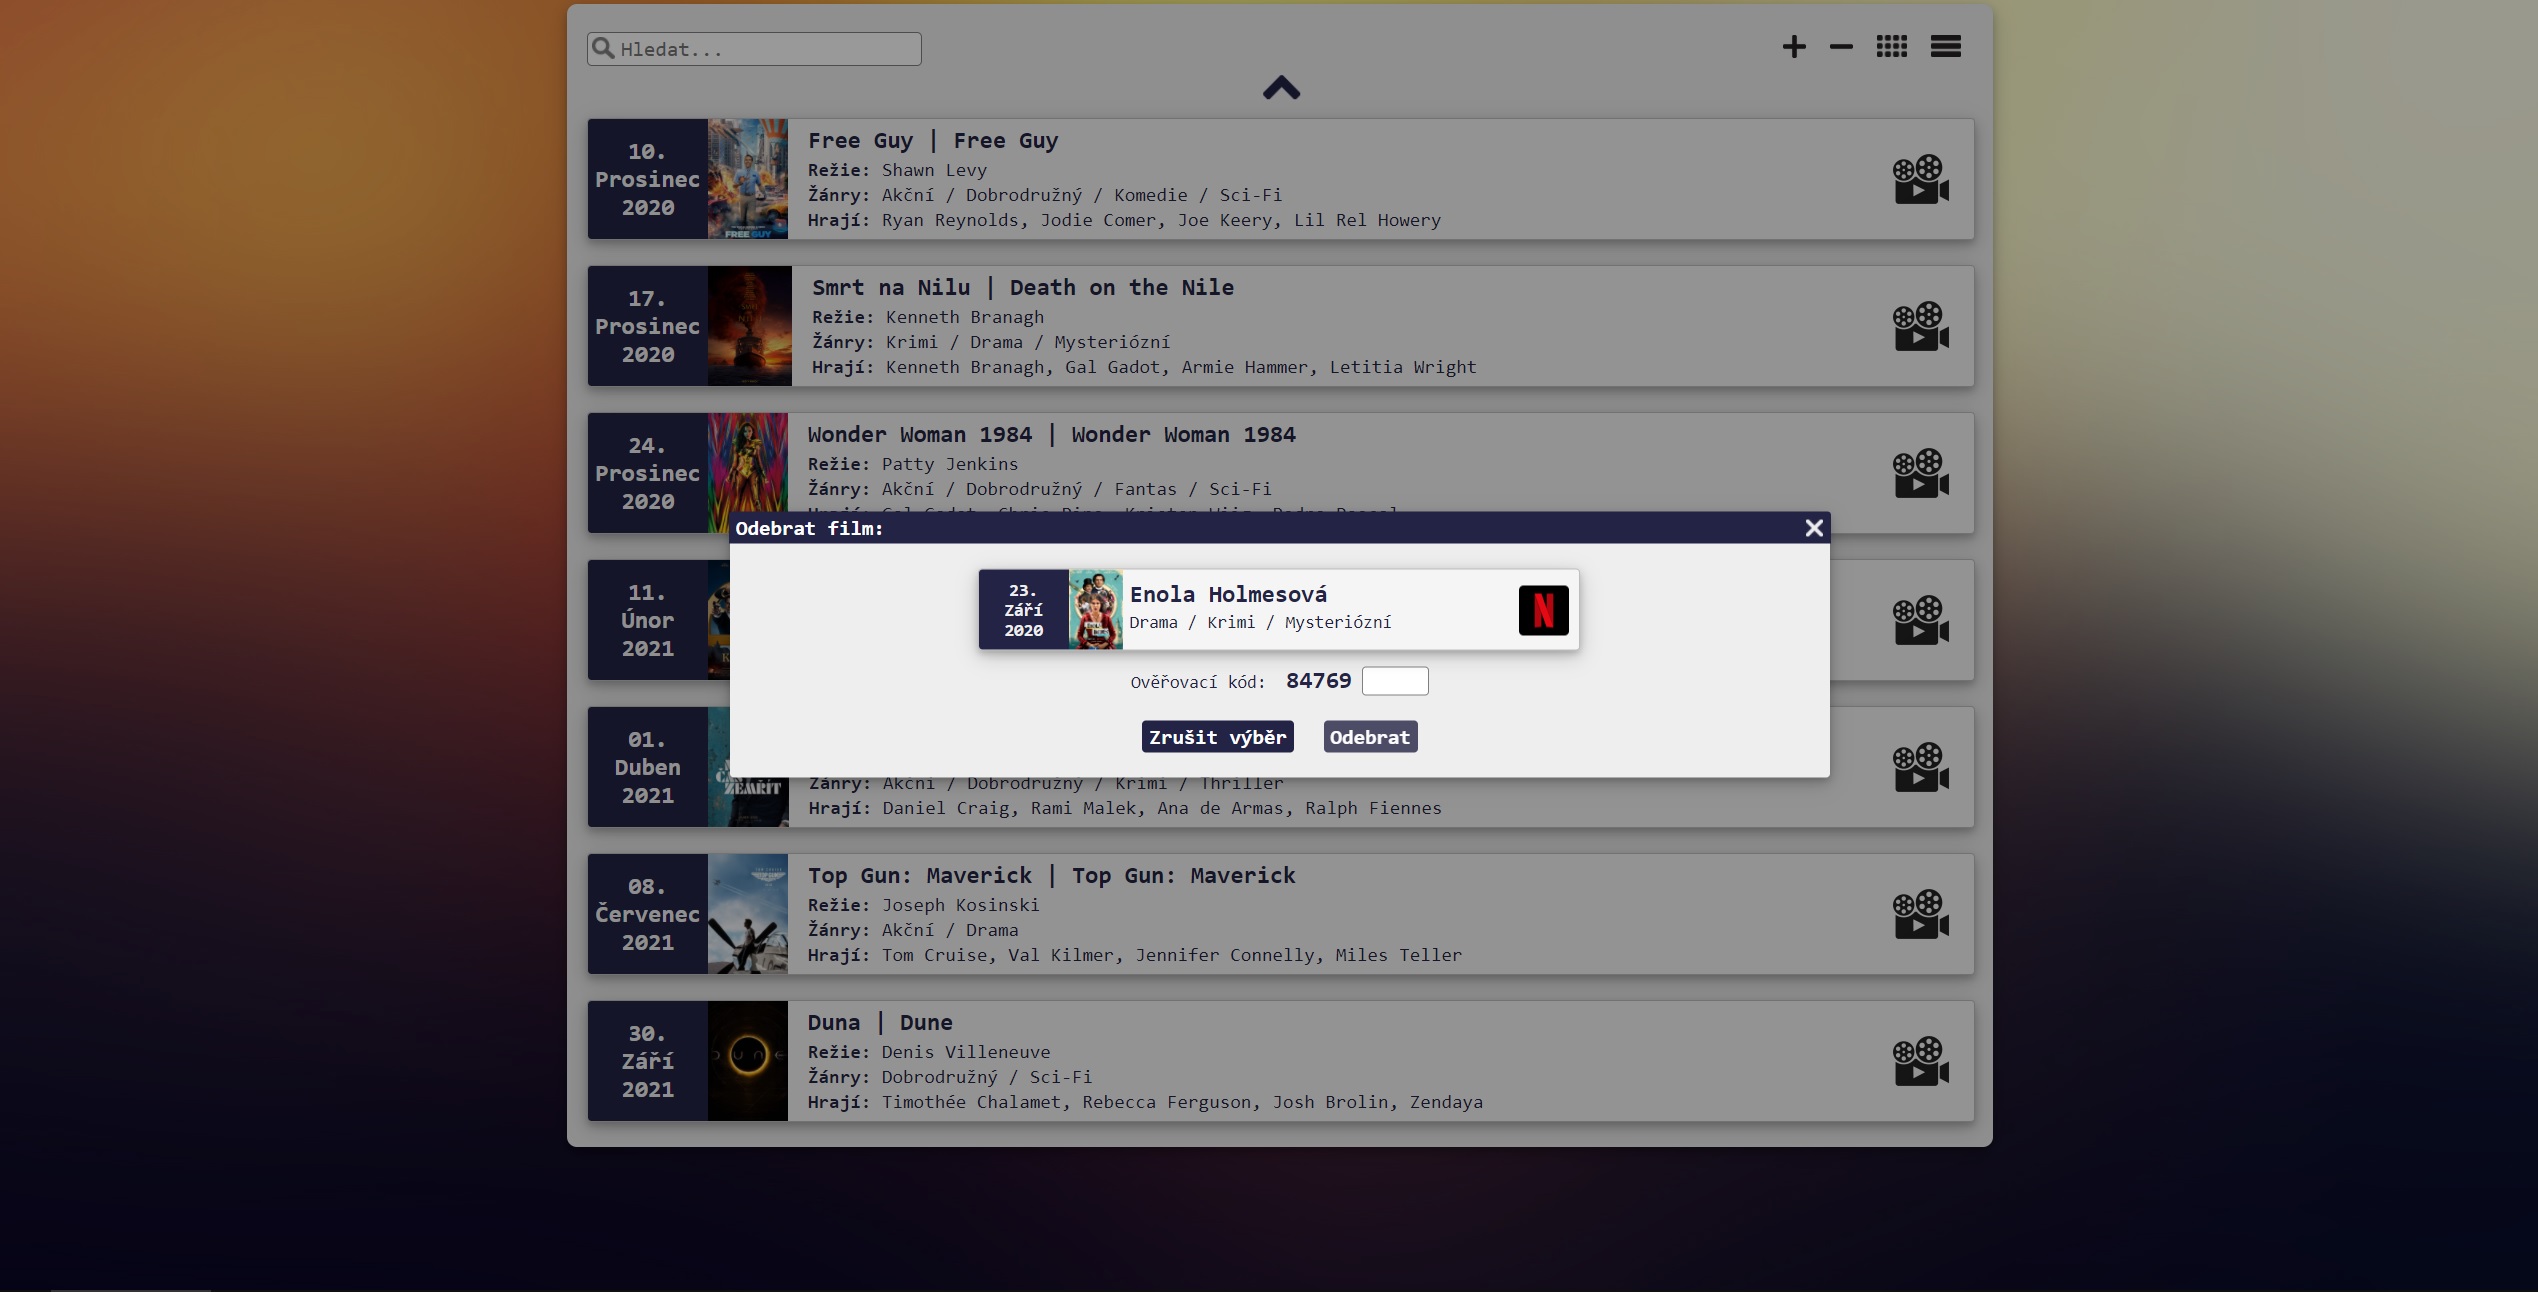 Hledat...
10.
Prosinec
2020
FREE GUY
Free Guy | Free Guy
Režie: Shawn Levy
Žánry: Akční / Dobrodružný / Komedie / Sci-Fi
Hrají: Ryan Reynolds, Jodie Comer, Joe Keery, Lil Rel Howery
17.
Prosinec
2020
Smrt na Nilu | Death on the Nile
Režie: Kenneth Branagh
Žánry: Krimi / Drama / Mysteriózní
Hrají: Kenneth Branagh, Gal Gadot, Armie Hammer, Letitia Wright
24.
Prosinec
2020
Wonder Woman 1984 | Wonder Woman 1984
Režie: Patty Jenkins
Žánry: Akční / Dobrodružný / Fantas / Sci-Fi
Odebrat film:
23.
Září
2020
Enola Holmesová
Drama / Krimi / Mysteriózní
N
Ověřovací kód: 84769
Zrušit výběr
Odebrat
11.
Únor
2021
01.
Duben
2021
ZEMŘÍT
Žánry: Akční / Dobrodružný / Krimi / Thriller
Hrají: Daniel Craig, Rami Malek, Ana de Armas, Ralph Fiennes
08.
Červenec
2021
Top Gun: Maverick | Top Gun: Maverick
Režie: Joseph Kosinski
Žánry: Akční / Drama
Hrají: Tom Cruise, Val Kilmer, Jennifer Connelly, Miles Teller
30.
Září
2021
Duna | Dune
Režie: Denis Villeneuve
Žánry: Dobrodružný / Sci-Fi
Hrají: Timothée Chalamet, Rebecca Ferguson, Josh Brolin, Zendaya